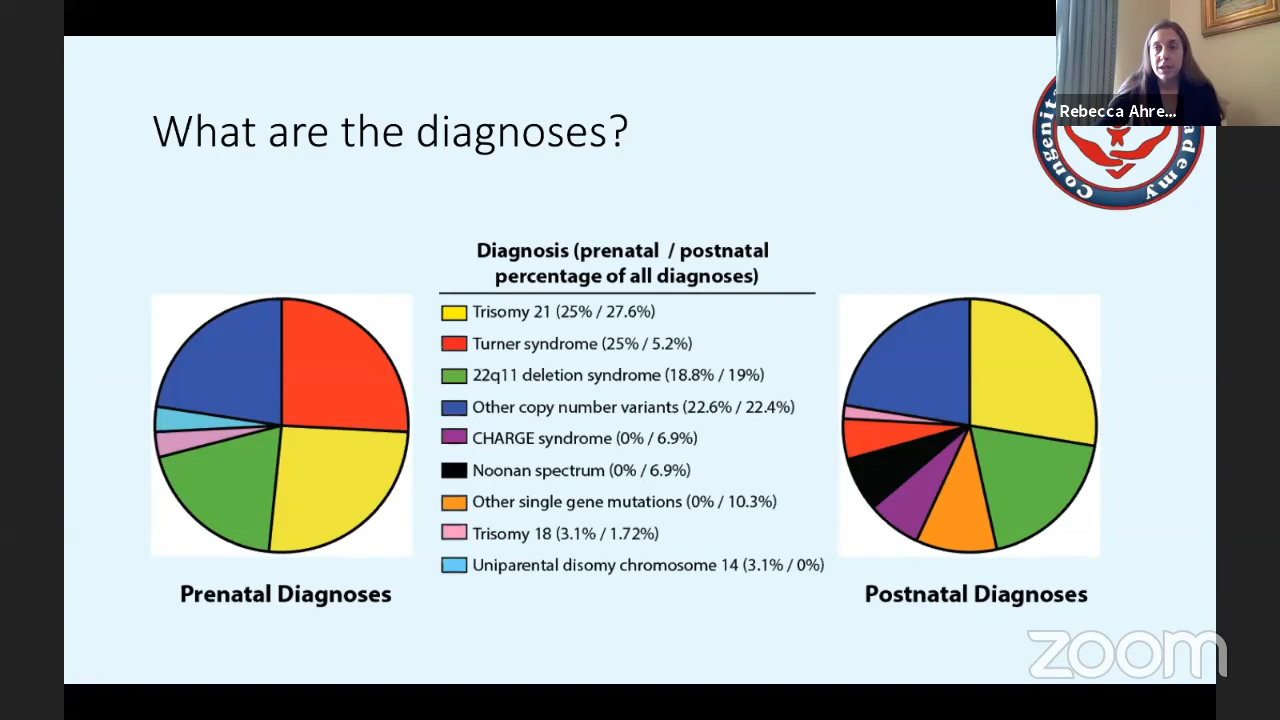 Rebecca Ahre...
Congenit
ademy
What are the diagnoses?
Diagnosis (prenatal / postnatal
percentage of all diagnoses)
Trisomy 21 (25% / 27.6%)
Turner syndrome (25% / 5.2%)
22q11 deletion syndrome (18.8% / 19%)
Other copy number variants (22.6% / 22.4%)
CHARGE syndrome (0% / 6.9%)
Noonan spectrum (0% / 6.9%)
Other single gene mutations (0% / 10.3%)
Trisomy 18 (3.1% / 1.72%)
Uniparental disomy chromosome 14 (3.1% / 0%)
Prenatal Diagnoses
Postnatal Diagnoses
zoom